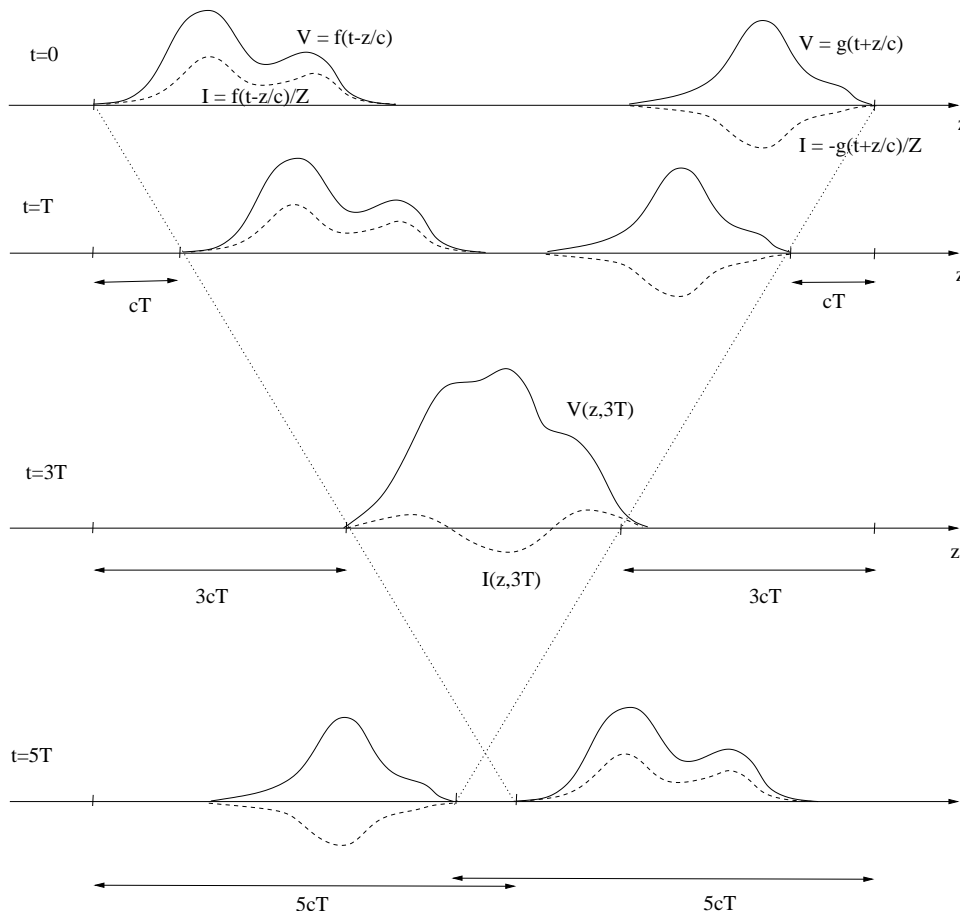 V = f(t-z/c)
V = g(t+z/c)
t=0
I = f(t-z/c)/Z
z
I = -g(t+z/c)/Z
t=T
z
cT
cT
V(z,3T)
t=3T
z
I(z,3T)
3cT
3cT
t=5T
5cT
5cT